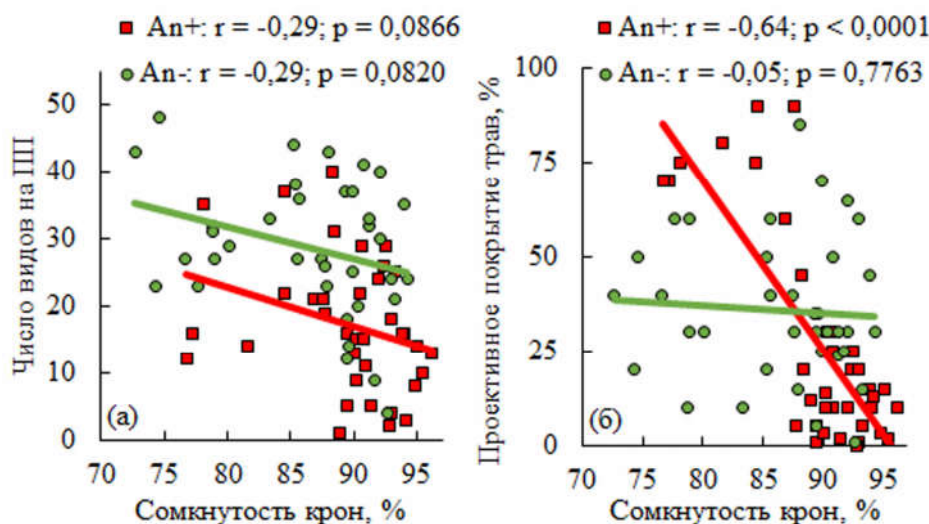 An+: r = -0,29; p = 0,0866
An-: r = -0,29; p = 0,0820
Число видов на ПП
50
40
30
20
10
0
(а)
70 75 80 85 90 95
Сомкнутость крон, %
An+: r = -0,64; p < 0,0001
An-: r = -0,05; p = 0,7763
Проективное покрытие трав, %
100
75
50
25
0
(б)
70 75 80 85 90 95
Сомкнутость крон, %